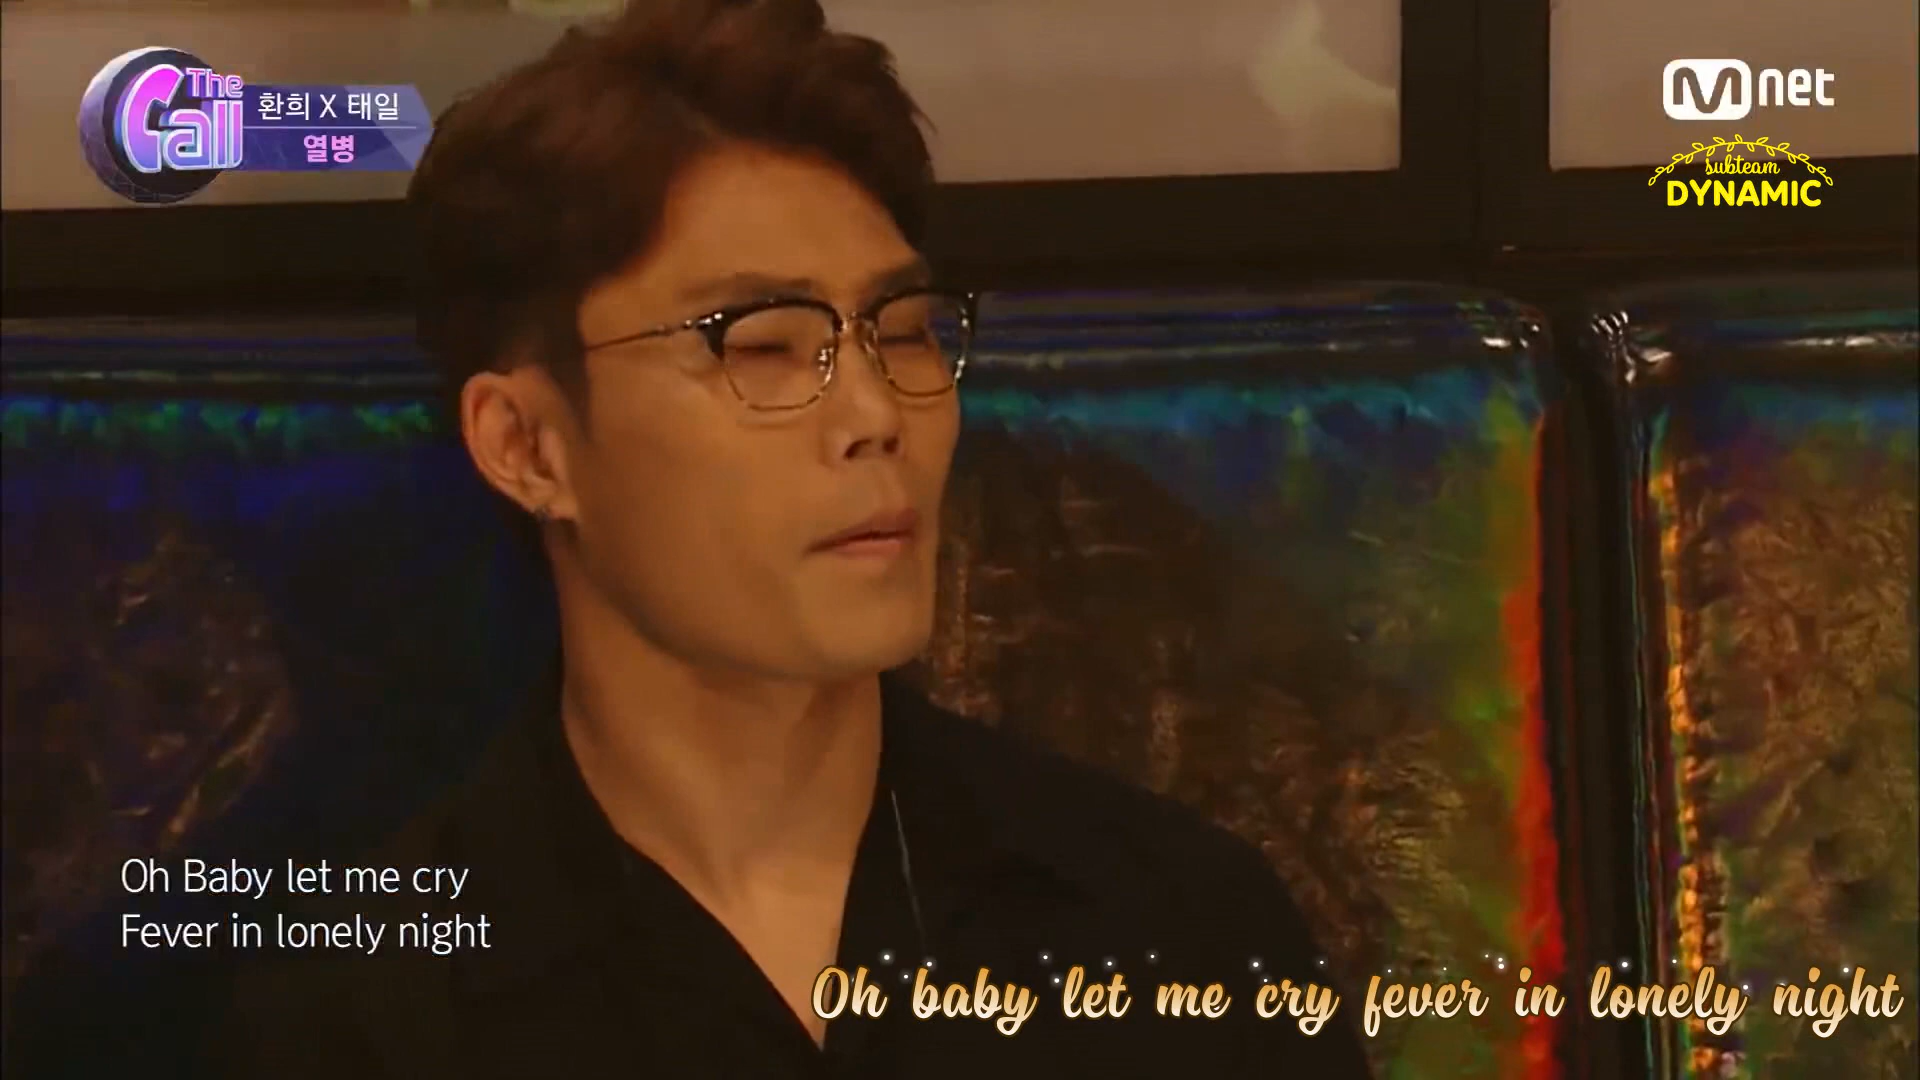 The Call
환희 X 태일
열병
Mnet
subteam
DYNAMIC
Oh Baby let me cry
Fever in lonely night
Oh baby let me cry fever in lonely night